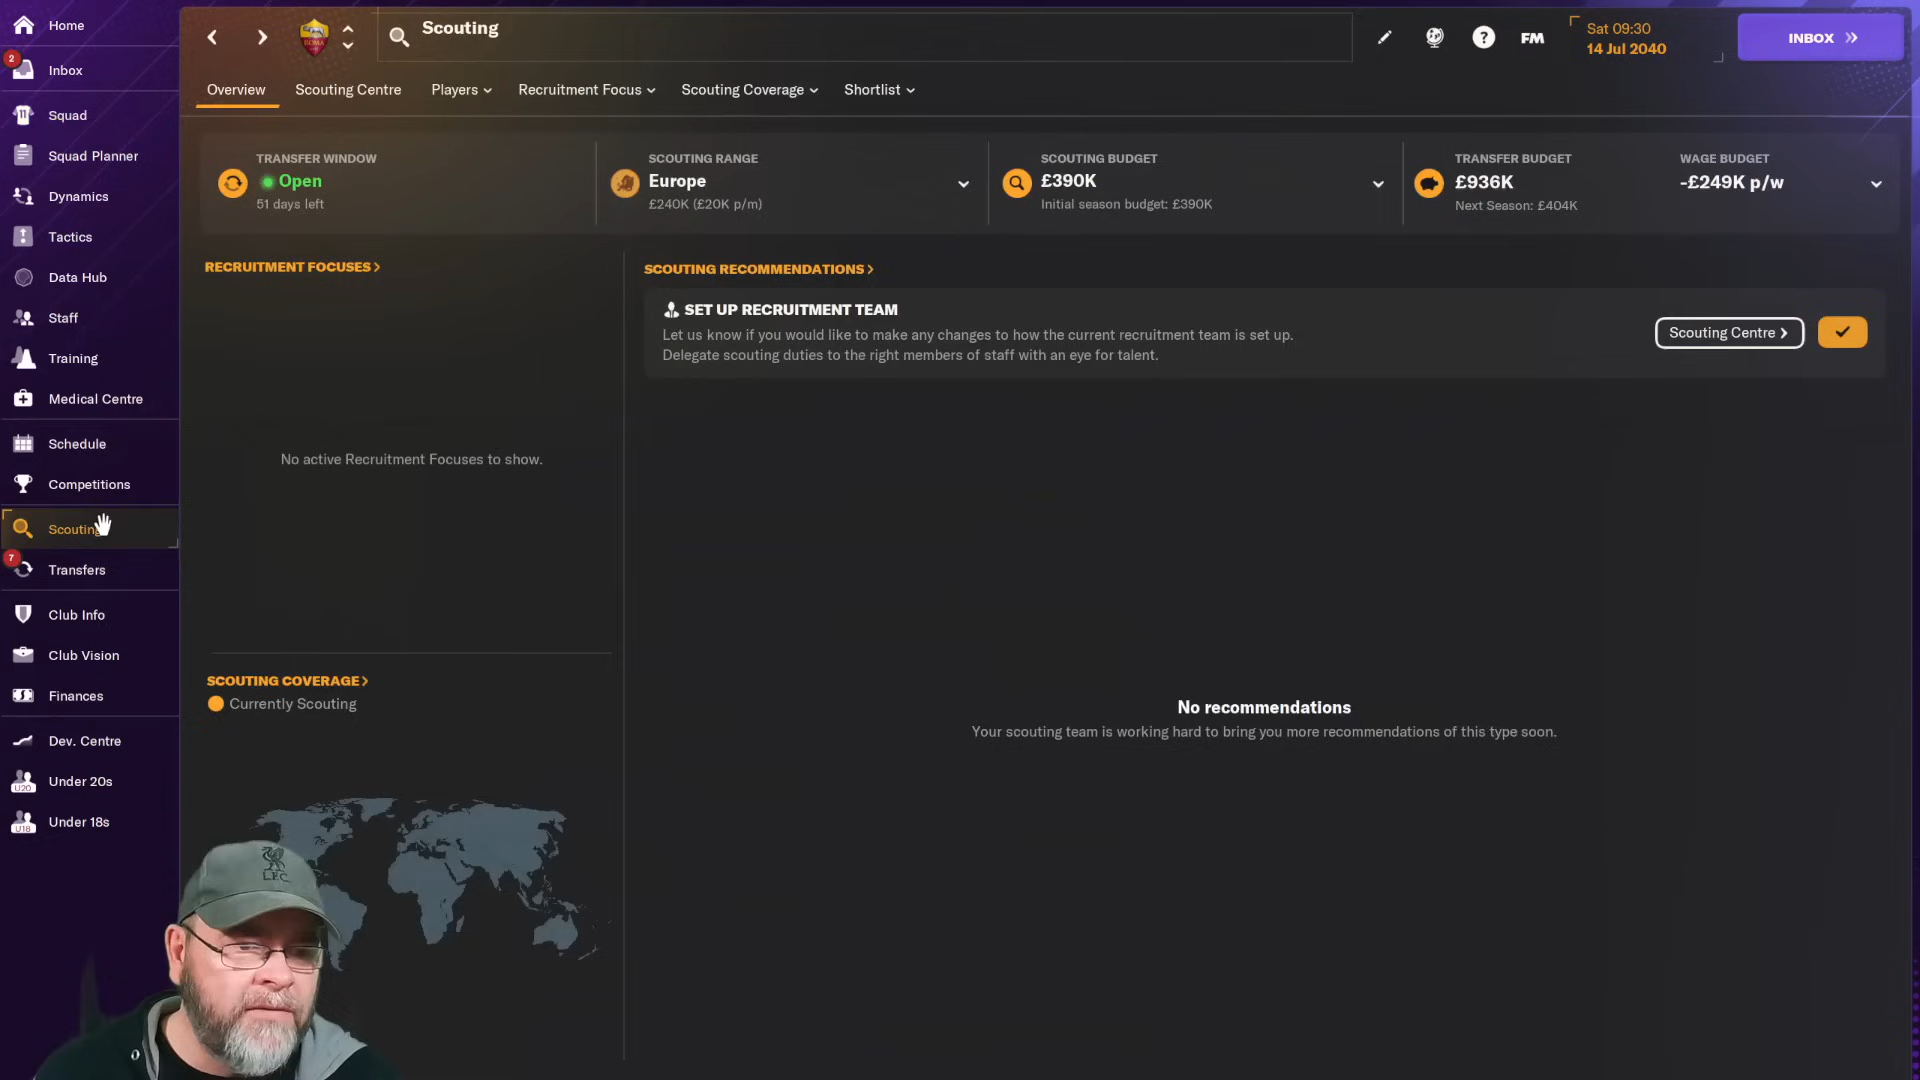 Home
2
Inbox
11
Squad
Squad Planner
Dynamics
Tactics
Data Hub
Staff
Training
Medical Centre
Schedule
Competitions
Scouting
7
Transfers
Club Info
Club Vision
Finances
Dev. Centre
U20
Under 20s
U18
Under 18s
ROMA
Scouting
?
FM
Sat 09:30
14 Jul 2040
INBOX
Overview
Scouting Centre
Players
Recruitment Focus
Scouting Coverage
Shortlist
TRANSFER WINDOW
Open
51 days left
SCOUTING RANGE
Europe
£240K (£20K p/m)
SCOUTING BUDGET
£390K
Initial season budget: £390K
TRANSFER BUDGET
£936K
Next Season: £404K
WAGE BUDGET
-£249K p/w
RECRUITMENT FOCUSES >
No active Recruitment Focuses to show.
SCOUTING COVERAGE >
Currently Scouting
SCOUTING RECOMMENDATIONS >
SET UP RECRUITMENT TEAM
Let us know if you would like to make any changes to how the current recruitment team is set up.
Delegate scouting duties to the right members of staff with an eye for talent.
Scouting Centre >
No recommendations
Your scouting team is working hard to bring you more recommendations of this type soon.
L.F.C.